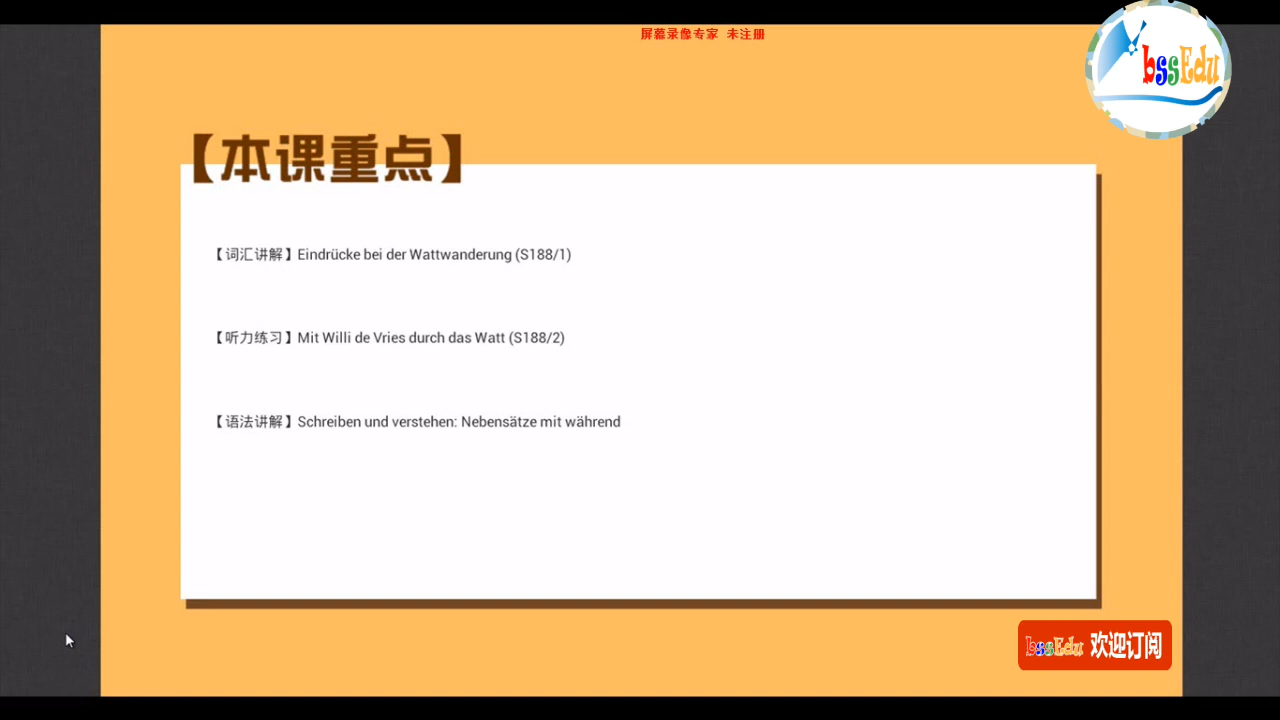 屏幕录像专家 未注册
bssEdu
【本课重点】
【词汇讲解】Eindrücke bei der Wattwanderung (S188/1)
【听力练习】Mit Willi de Vries durch das Watt (S188/2)
【语法讲解】Schreiben und verstehen: Nebensätze mit während
bssEdu 欢迎订阅